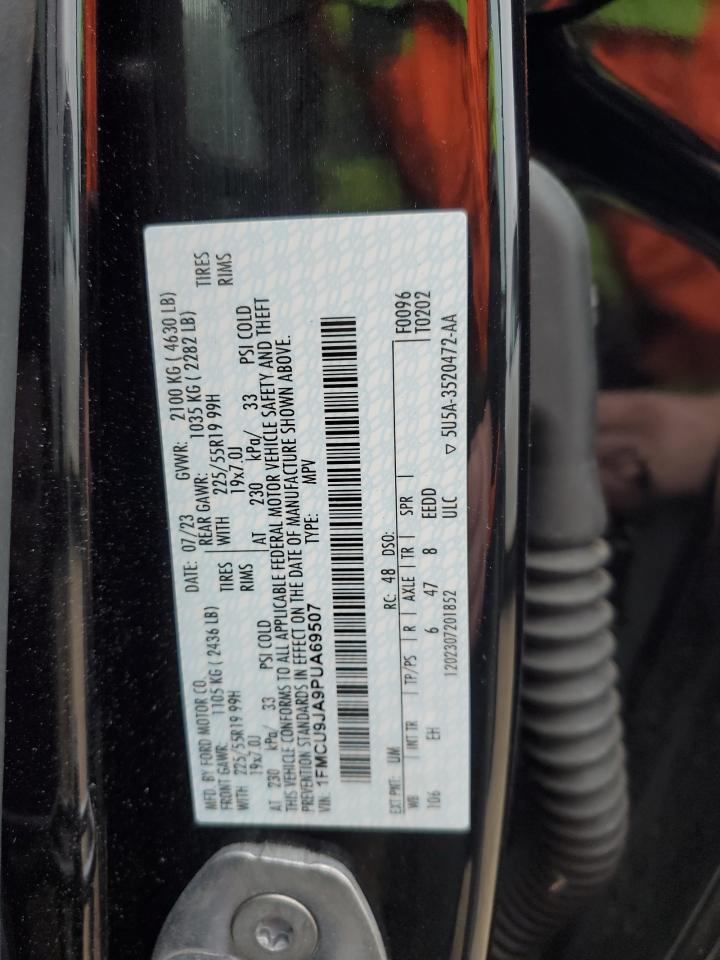 MFD. BY FORD MOTOR CO. DATE: 07/23 GVWR: 2100 KG ( 4630 LB)
FRONT GAWR: 1105 KG ( 2436 LB) REAR GAWR: 1035 KG ( 2282 LB)
WITH 225/55R19 99H TIRES WITH 225/55R19 99H TIRES
19x7.0J RIMS 19x7.0J RIMS
AT 230 kPa/ 33 PSI COLD AT 230 kPa/ 33 PSI COLD
THIS VEHICLE CONFORMS TO ALL APPLICABLE FEDERAL MOTOR VEHICLE SAFETY AND THEFT
PREVENTION STANDARDS IN EFFECT ON THE DATE OF MANUFACTURE SHOWN ABOVE.
VIN: 1FMCU9JA9PUA69507 TYPE: MPV
EXT PNT: UM RC: 48 DSO: F0096
WB INT TR TP/PS R AXLE TR SPR T0202
106 EH 6 47 8 EEDD
1202307201852 ULC ▽ 5U5A-3520472-AA